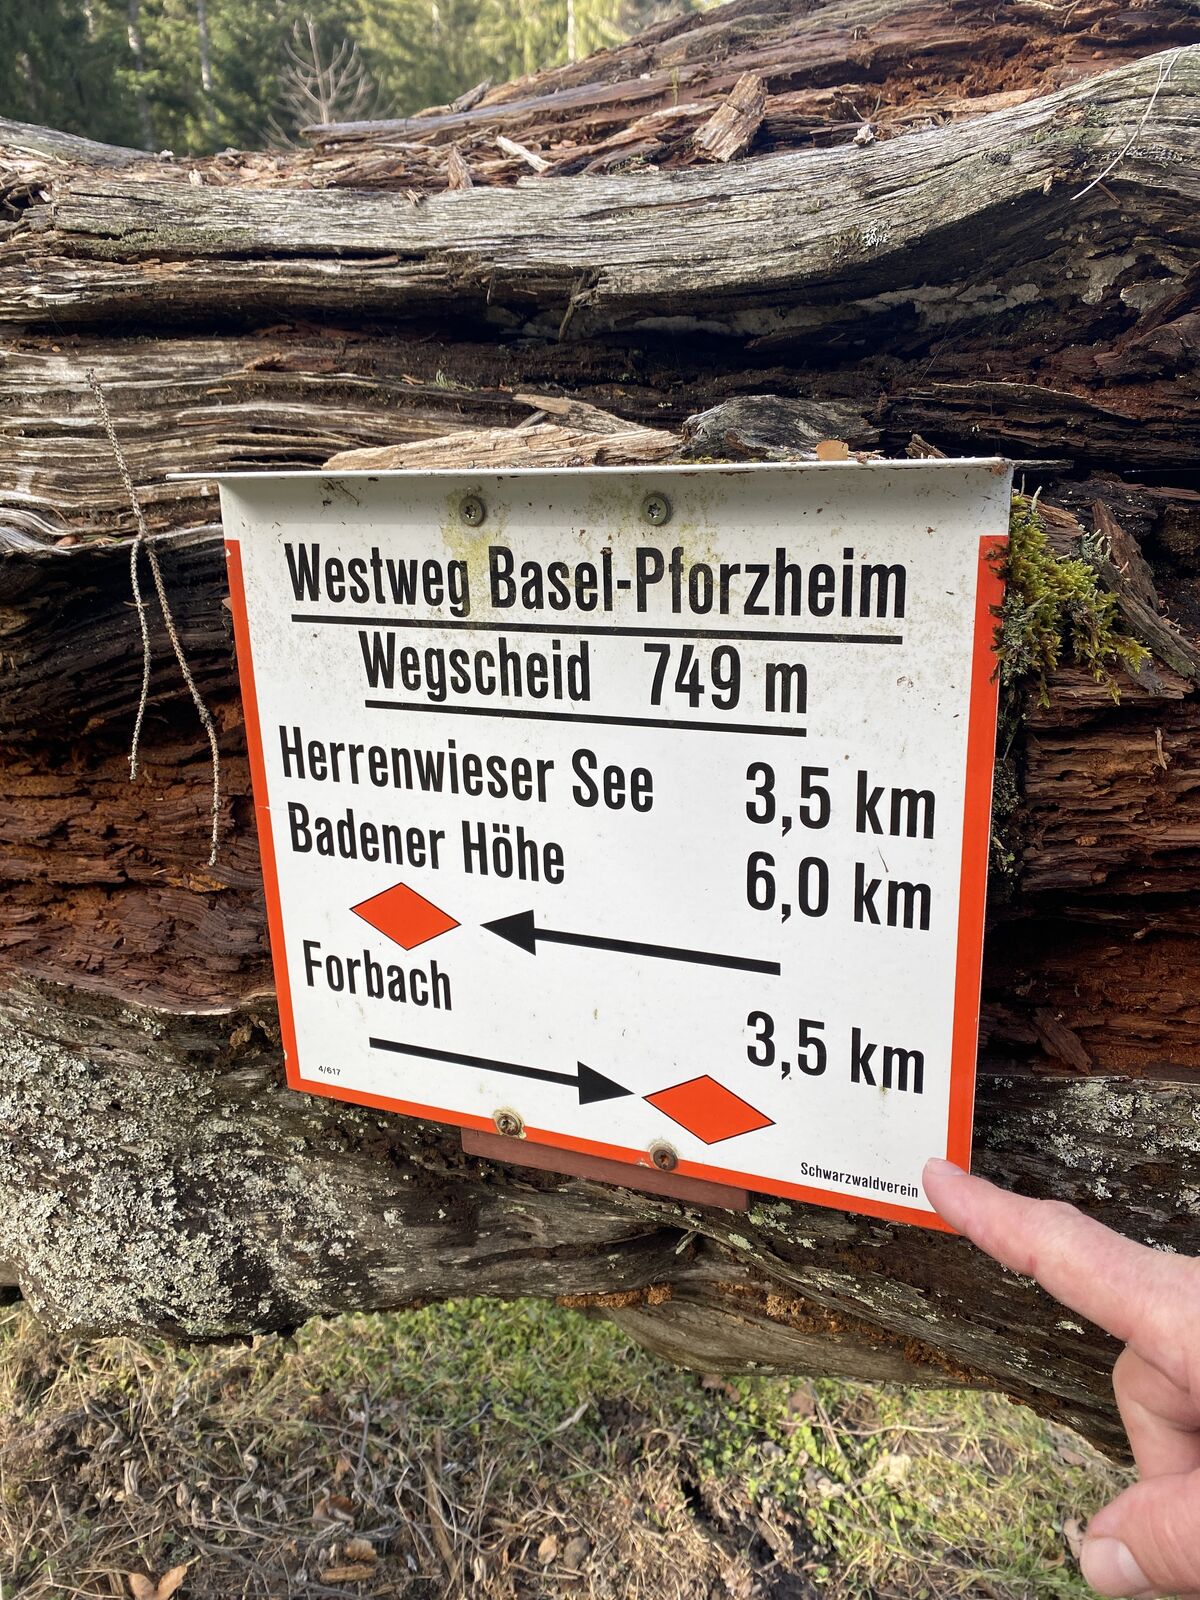 Westweg Basel-Pforzheim
Wegscheid 749 m
Herrenwieser See 3,5 km
Badener Höhe 6,0 km
Forbach 3,5 km
4/617
Schwarzwaldverein